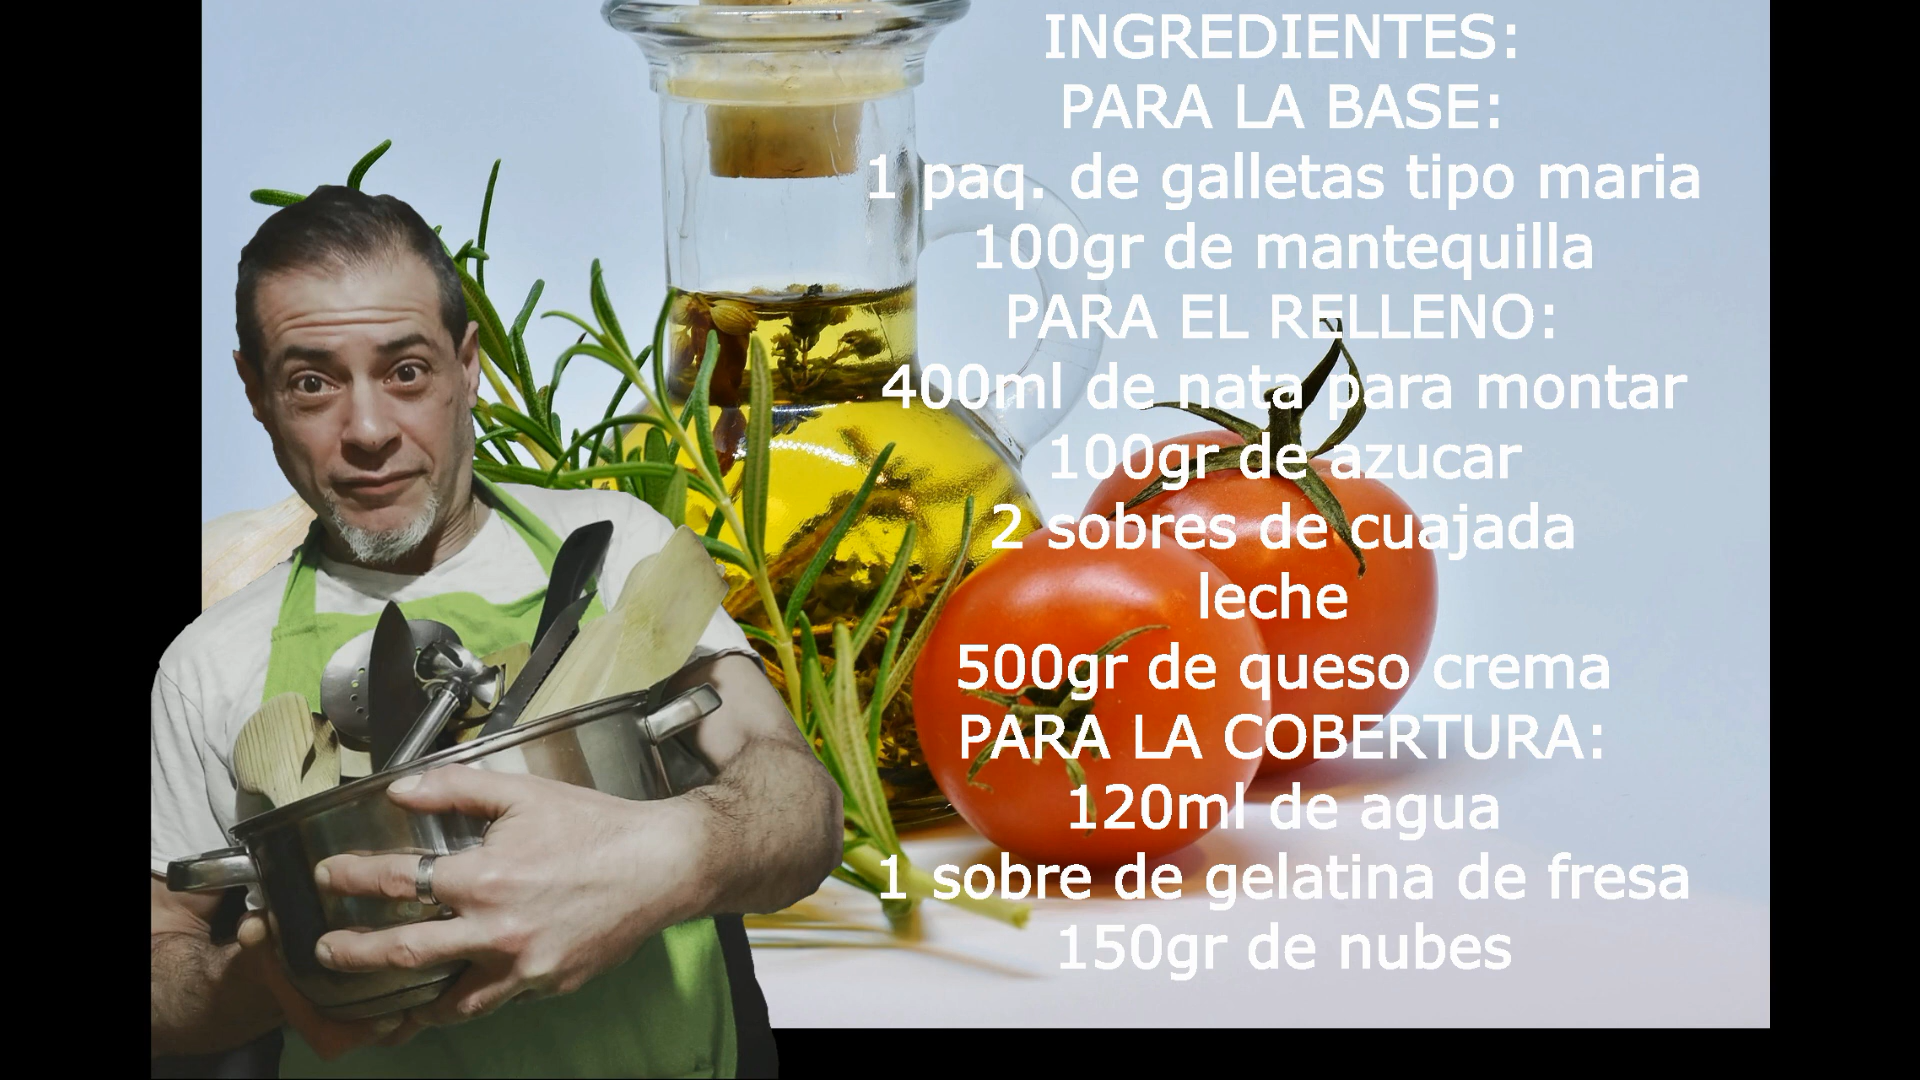 INGREDIENTES:
PARA LA BASE:
1 paq. de galletas tipo maria
100gr de mantequilla
PARA EL RELLENO:
400ml de nata para montar
100gr de azucar
2 sobres de cuajada
leche
500gr de queso crema
PARA LA COBERTURA:
120ml de agua
1 sobre de gelatina de fresa
150gr de nubes